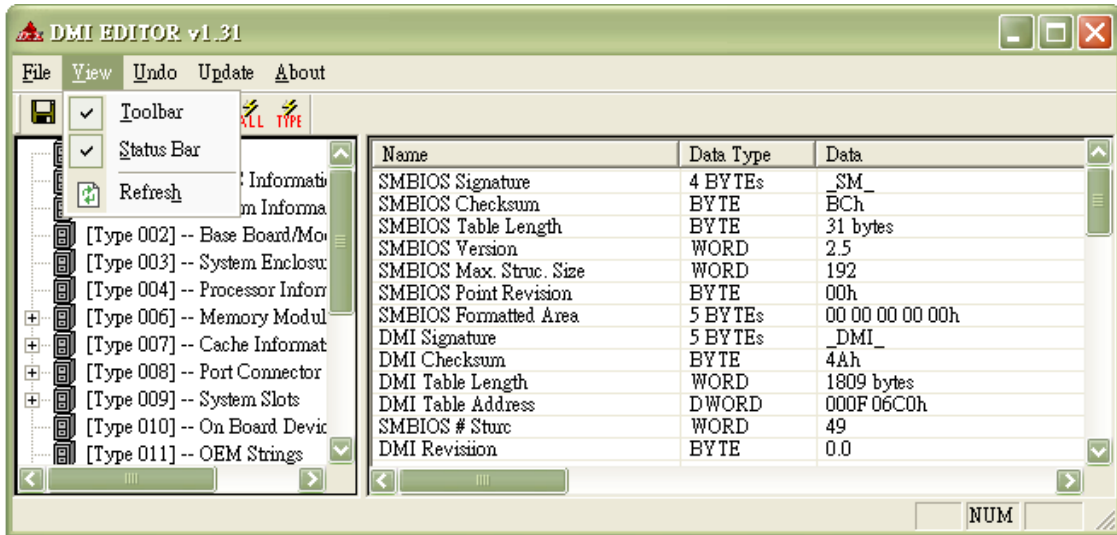 DMI EDITOR v1.31
File View Undo Update About
Toolbar
Status Bar
Refresh
ALL TYPE
Informati
m Informa
[Type 002] -- Base Board/Mo
[Type 003] -- System Enclosu
[Type 004] -- Processor Inform
[Type 006] -- Memory Modul
[Type 007] -- Cache Informat
[Type 008] -- Port Connector
[Type 009] -- System Slots
[Type 010] -- On Board Devic
[Type 011] -- OEM Strings
Name Data Type Data
SMBIOS Signature 4 BYTEs _SM_
SMBIOS Checksum BYTE BCh
SMBIOS Table Length BYTE 31 bytes
SMBIOS Version WORD 2.5
SMBIOS Max. Struc. Size WORD 192
SMBIOS Point Revision BYTE 00h
SMBIOS Formatted Area 5 BYTEs 00 00 00 00 00h
DMI Signature 5 BYTEs _DMI_
DMI Checksum BYTE 4Ah
DMI Table Length WORD 1809 bytes
DMI Table Address DWORD 000F 06C0h
SMBIOS # Sturc WORD 49
DMI Revisiion BYTE 0.0
NUM